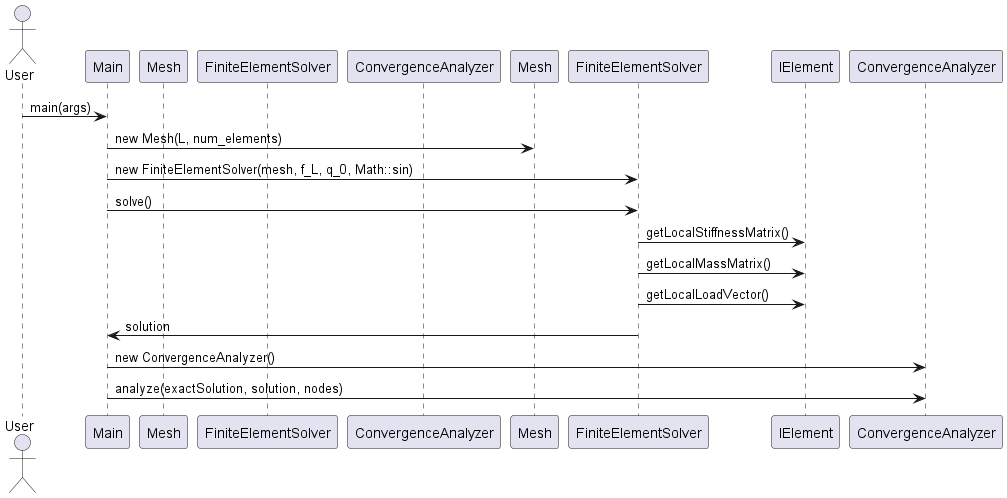 User
Main
Mesh
FiniteElementSolver
ConvergenceAnalyzer
Mesh
FiniteElementSolver
IElement
ConvergenceAnalyzer
main(args)
new Mesh(L, num_elements)
new FiniteElementSolver(mesh, f_L, q_0, Math::sin)
solve()
getLocalStiffnessMatrix()
getLocalMassMatrix()
getLocalLoadVector()
solution
new ConvergenceAnalyzer()
analyze(exactSolution, solution, nodes)
User
Main
Mesh
FiniteElementSolver
ConvergenceAnalyzer
Mesh
FiniteElementSolver
IElement
ConvergenceAnalyzer